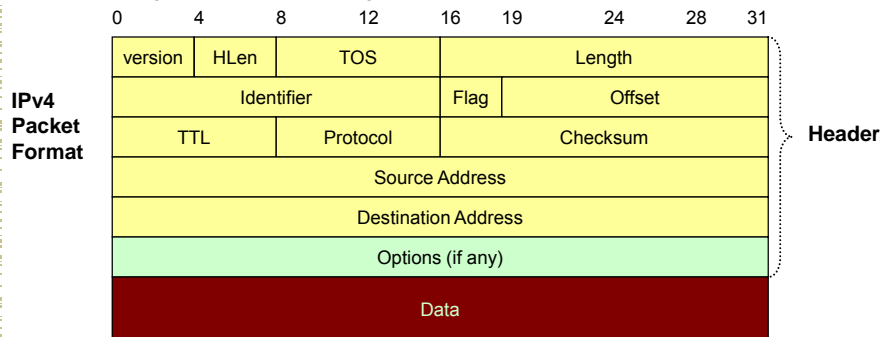 0 4 8 12 16 19 24 28 31
version HLen TOS Length
Identifier Flag Offset
TTL Protocol Checksum
Source Address
Destination Address
Options (if any)
Data
IPv4
Packet
Format
Header